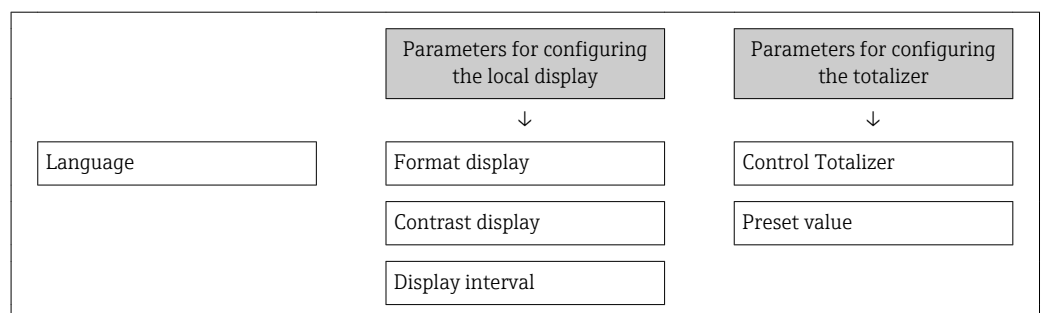 Parameters for configuring
the local display
Parameters for configuring
the totalizer
↓
↓
Language
Format display
Control Totalizer
Contrast display
Preset value
Display interval